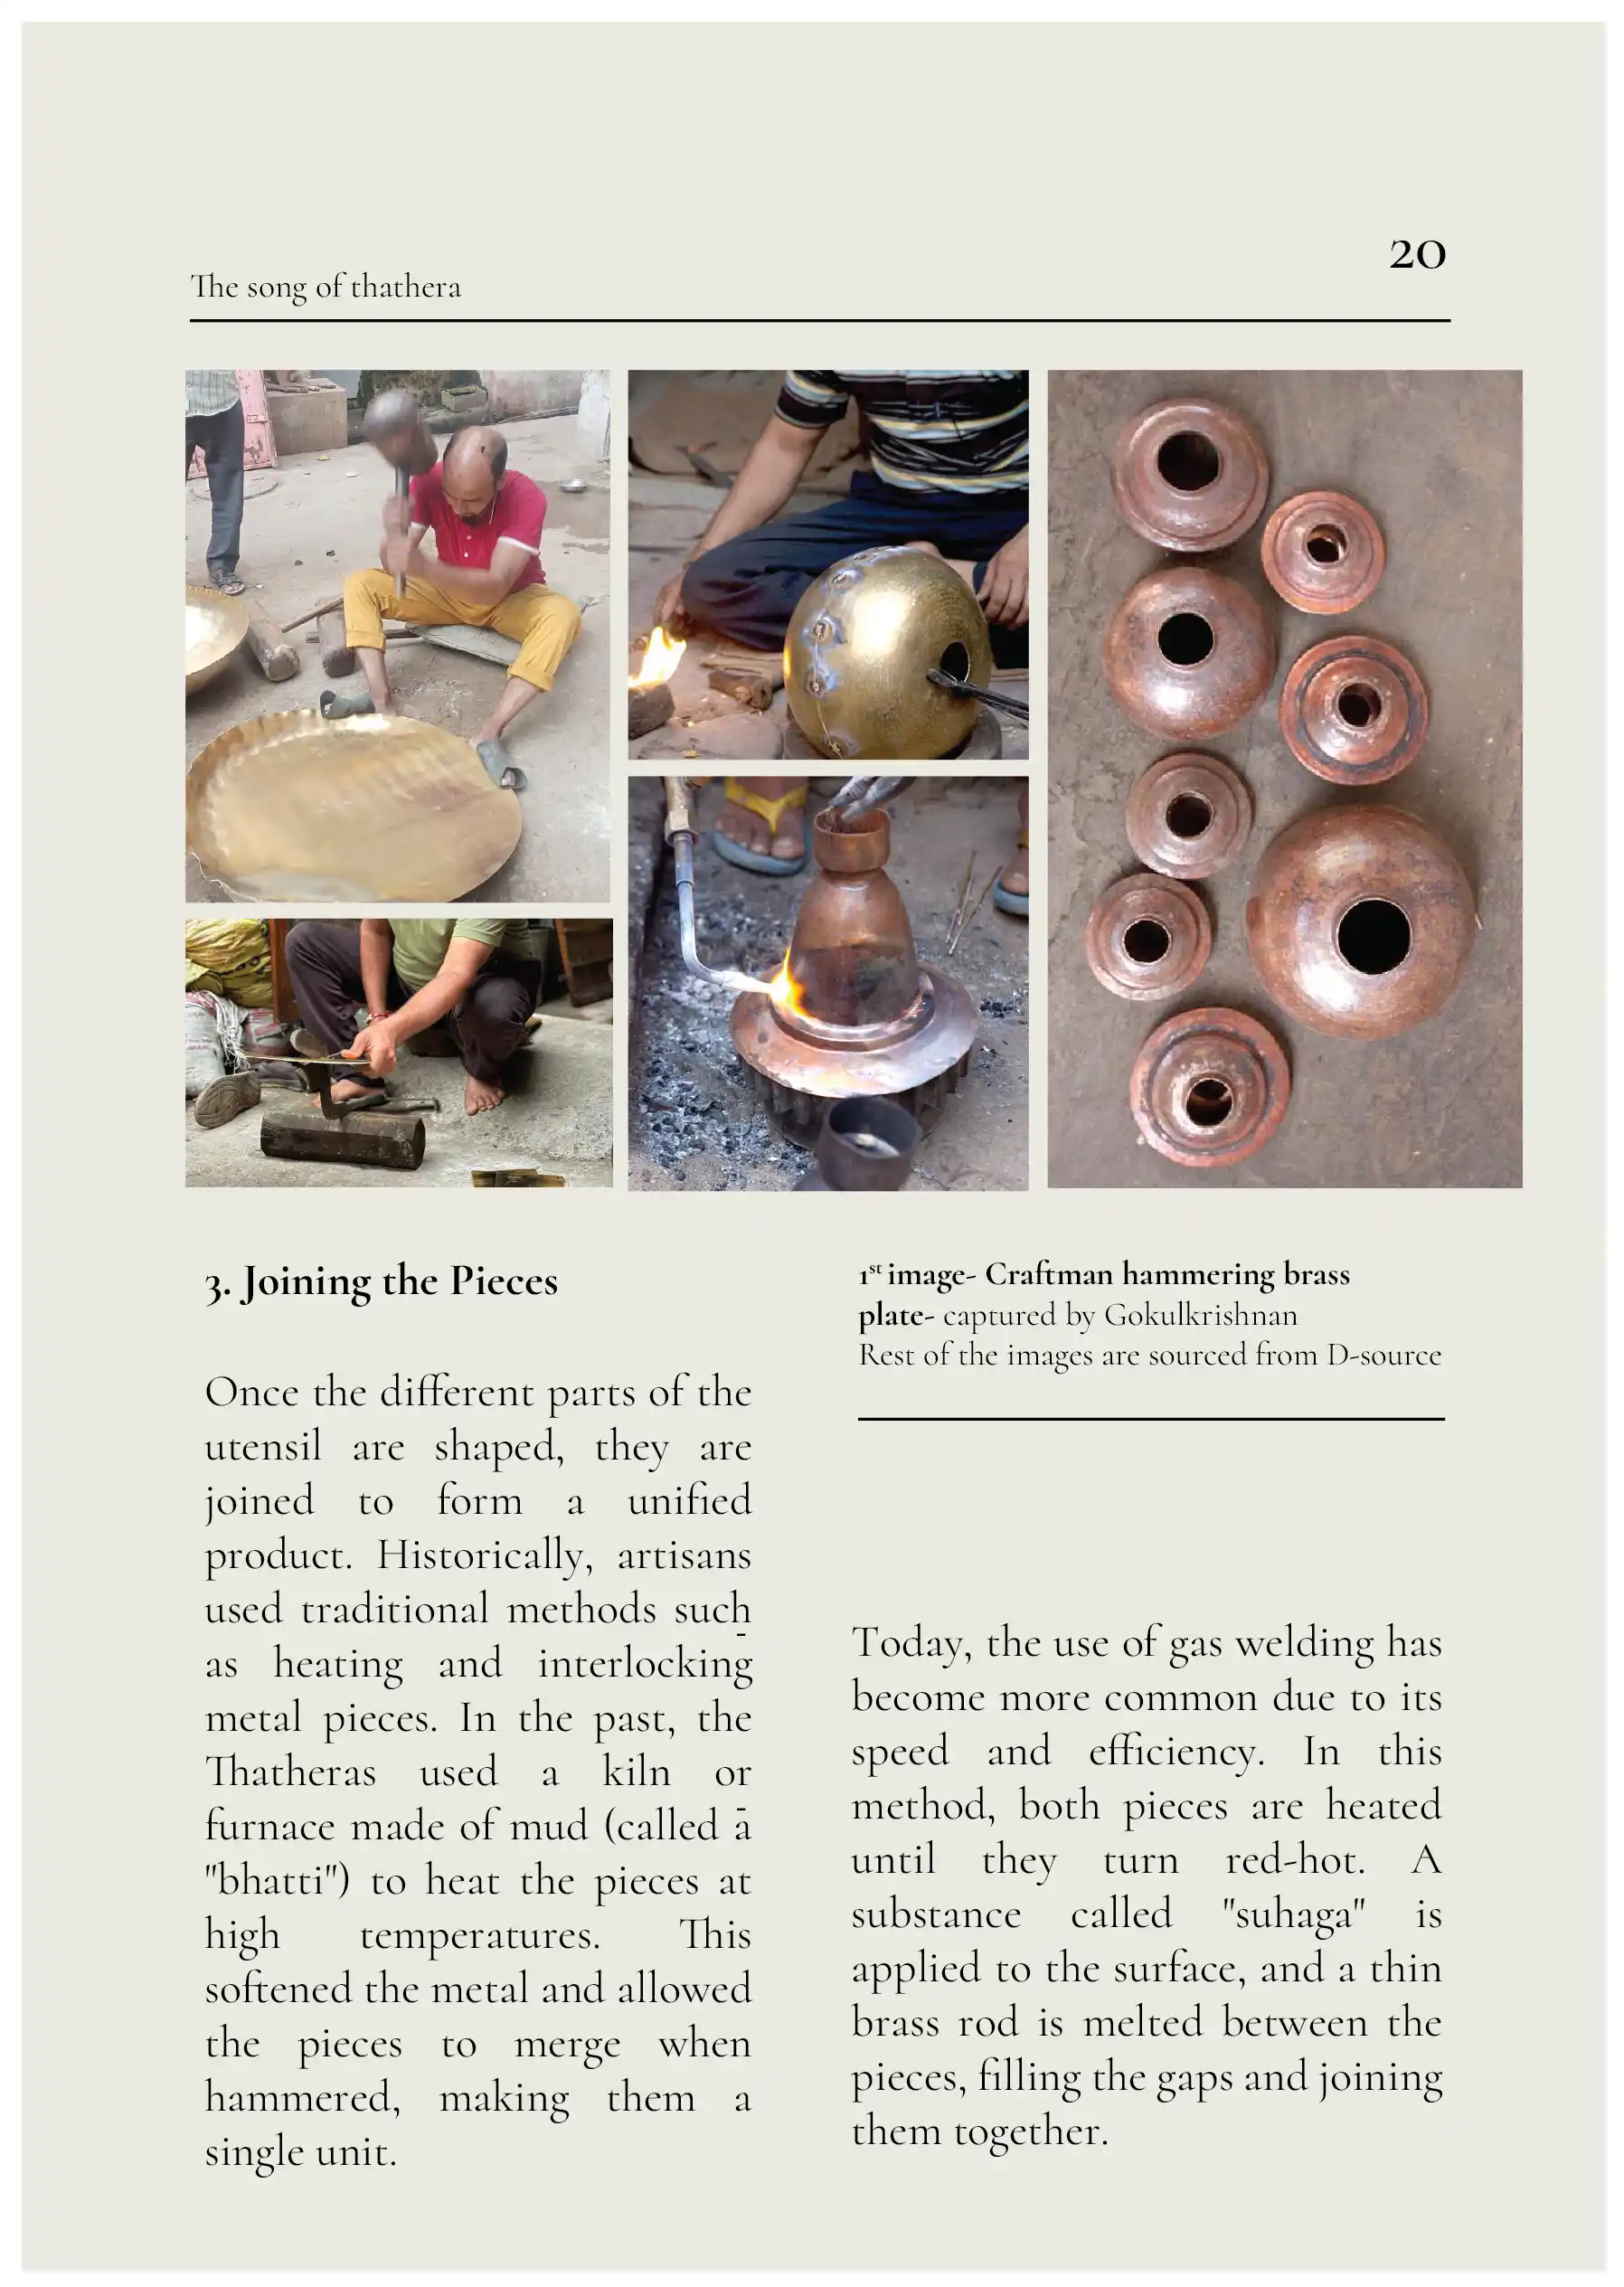 The song of thathera
20
3. Joining the Pieces
Once the different parts of the
utensil are shaped, they are
joined to form a unified
product. Historically, artisans
used traditional methods such
as heating and interlocking
metal pieces. In the past, the
Thatheras used a kiln or
furnace made of mud (called a
"bhatti") to heat the pieces at
high temperatures. This
softened the metal and allowed
the pieces to merge when
hammered, making them a
single unit.
1st image- Craftman hammering brass
plate- captured by Gokulkrishnan
Rest of the images are sourced from D-source
Today, the use of gas welding has
become more common due to its
speed and efficiency. In this
method, both pieces are heated
until they turn red-hot. A
substance called "suhaga" is
applied to the surface, and a thin
brass rod is melted between the
pieces, filling the gaps and joining
them together.